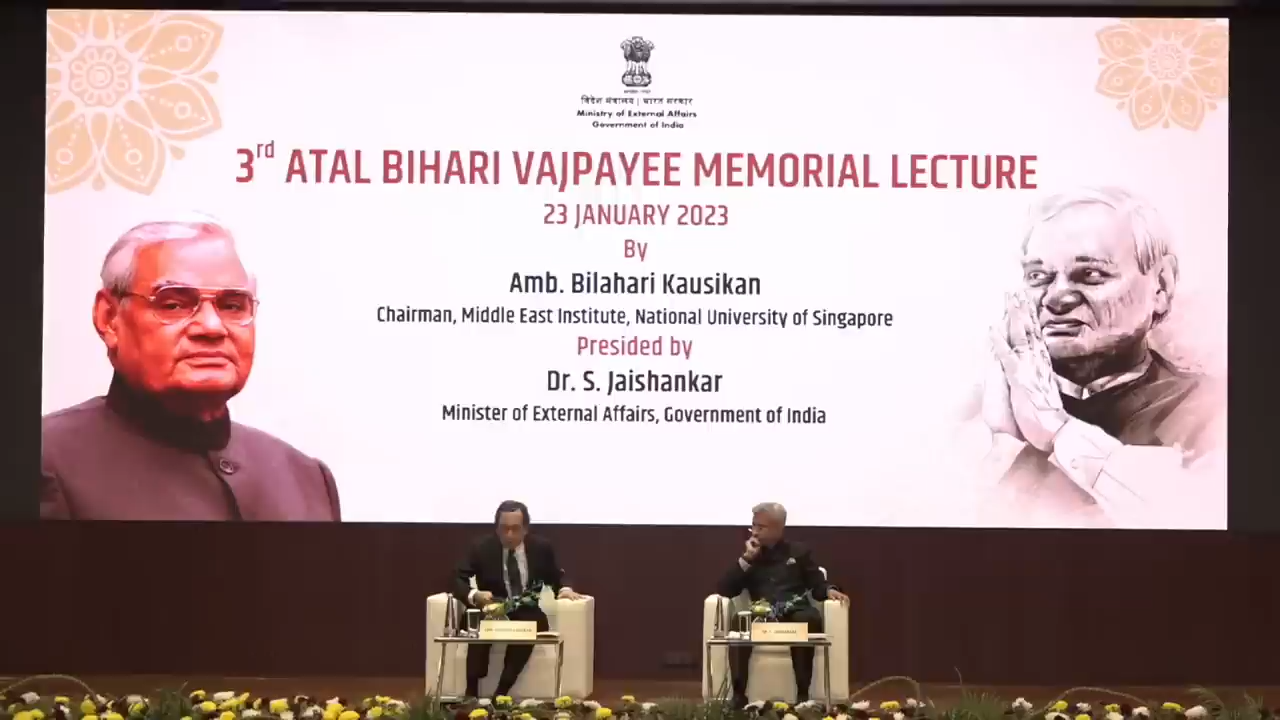 विदेश मंत्रालय | भारत सरकार
Ministry of External Affairs
Government of India
3rd ATAL BIHARI VAJPAYEE MEMORIAL LECTURE
23 JANUARY 2023
By
Amb. Bilahari Kausikan
Chairman, Middle East Institute, National University of Singapore
Presided by
Dr. S. Jaishankar
Minister of External Affairs, Government of India